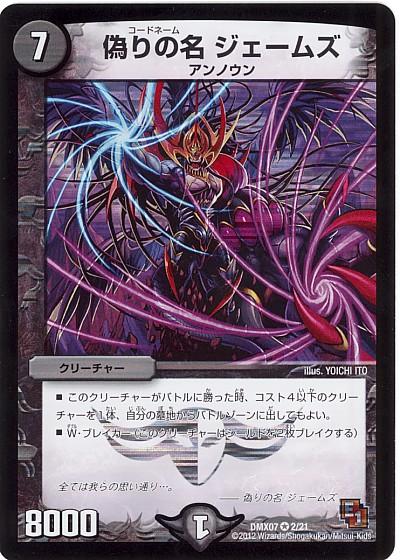 7
コードネーム
偽りの名 ジェームズ
アンノウン
illus. YOICHI ITO
クリーチャー
■ このクリーチャーがバトルに勝った時、コスト4以下のクリー
チャーを1体、自分の墓地からバトルゾーンに出してもよい。
■ W・ブレイカー（このクリーチャーはシールドを2枚ブレイクする）
全ては我らの思い通り…。
―― 偽りの名 ジェームズ
8000
1
DMX07 ✪ 2/21
©2012 Wizards/Shogakukan/Mitsui-Kids